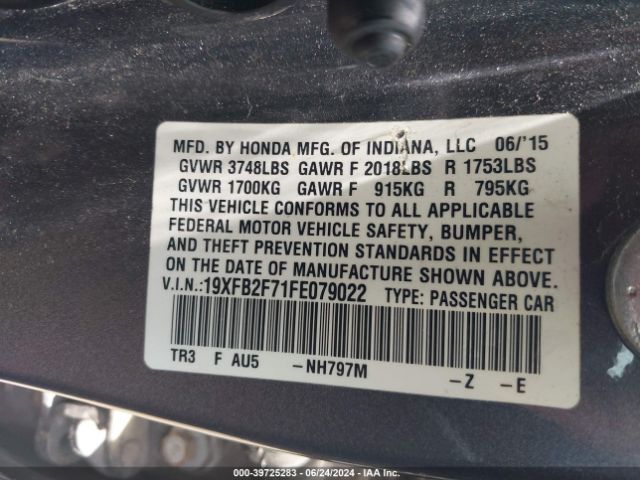 MFD. BY HONDA MFG. OF INDIANA, LLC 06/'15
GVWR 3748LBS GAWR F 2018LBS R 1753LBS
GVWR 1700KG GAWR F 915KG R 795KG
THIS VEHICLE CONFORMS TO ALL APPLICABLE
FEDERAL MOTOR VEHICLE SAFETY, BUMPER,
AND THEFT PREVENTION STANDARDS IN EFFECT
ON THE DATE OF MANUFACTURE SHOWN ABOVE.
V.I.N.:19XFB2F71FE079022 TYPE: PASSENGER CAR
TR3 F AU5 -NH797M
-Z -E
000-39725283 - 06/24/2024 - IAAI.COM